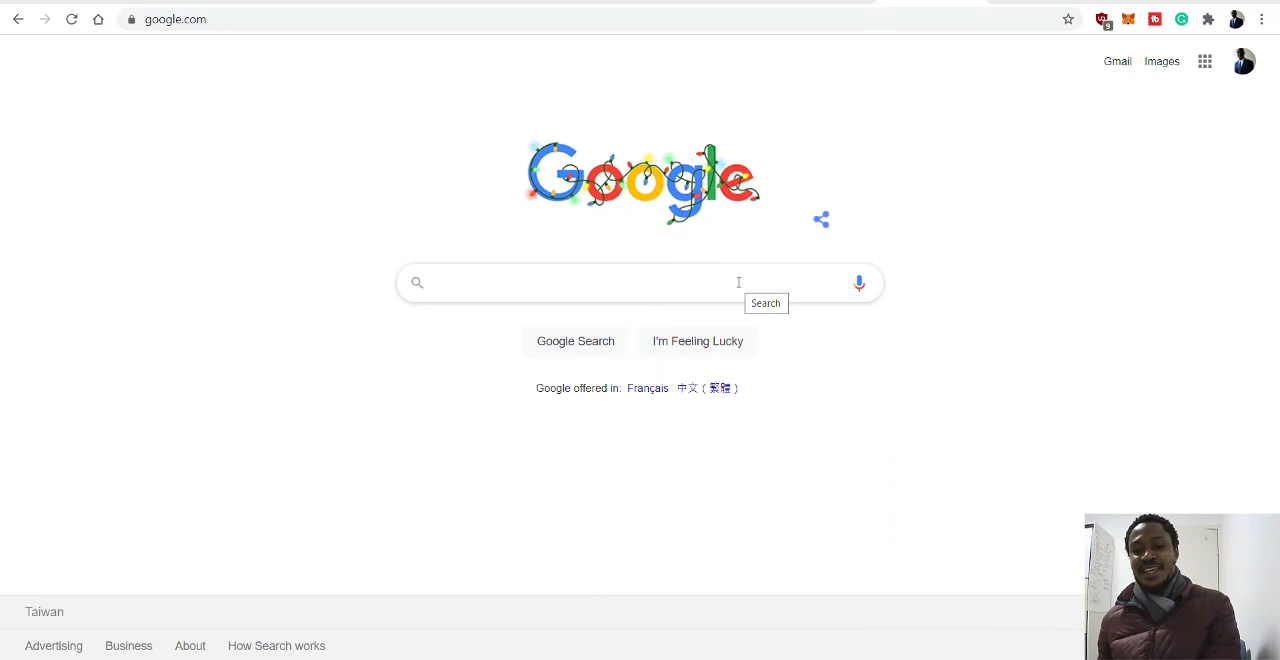 google.com
9
Gmail Images
Google
Search
Google Search I'm Feeling Lucky
Google offered in: Français 中文 ( 繁體 )
Taiwan
Advertising Business About How Search works